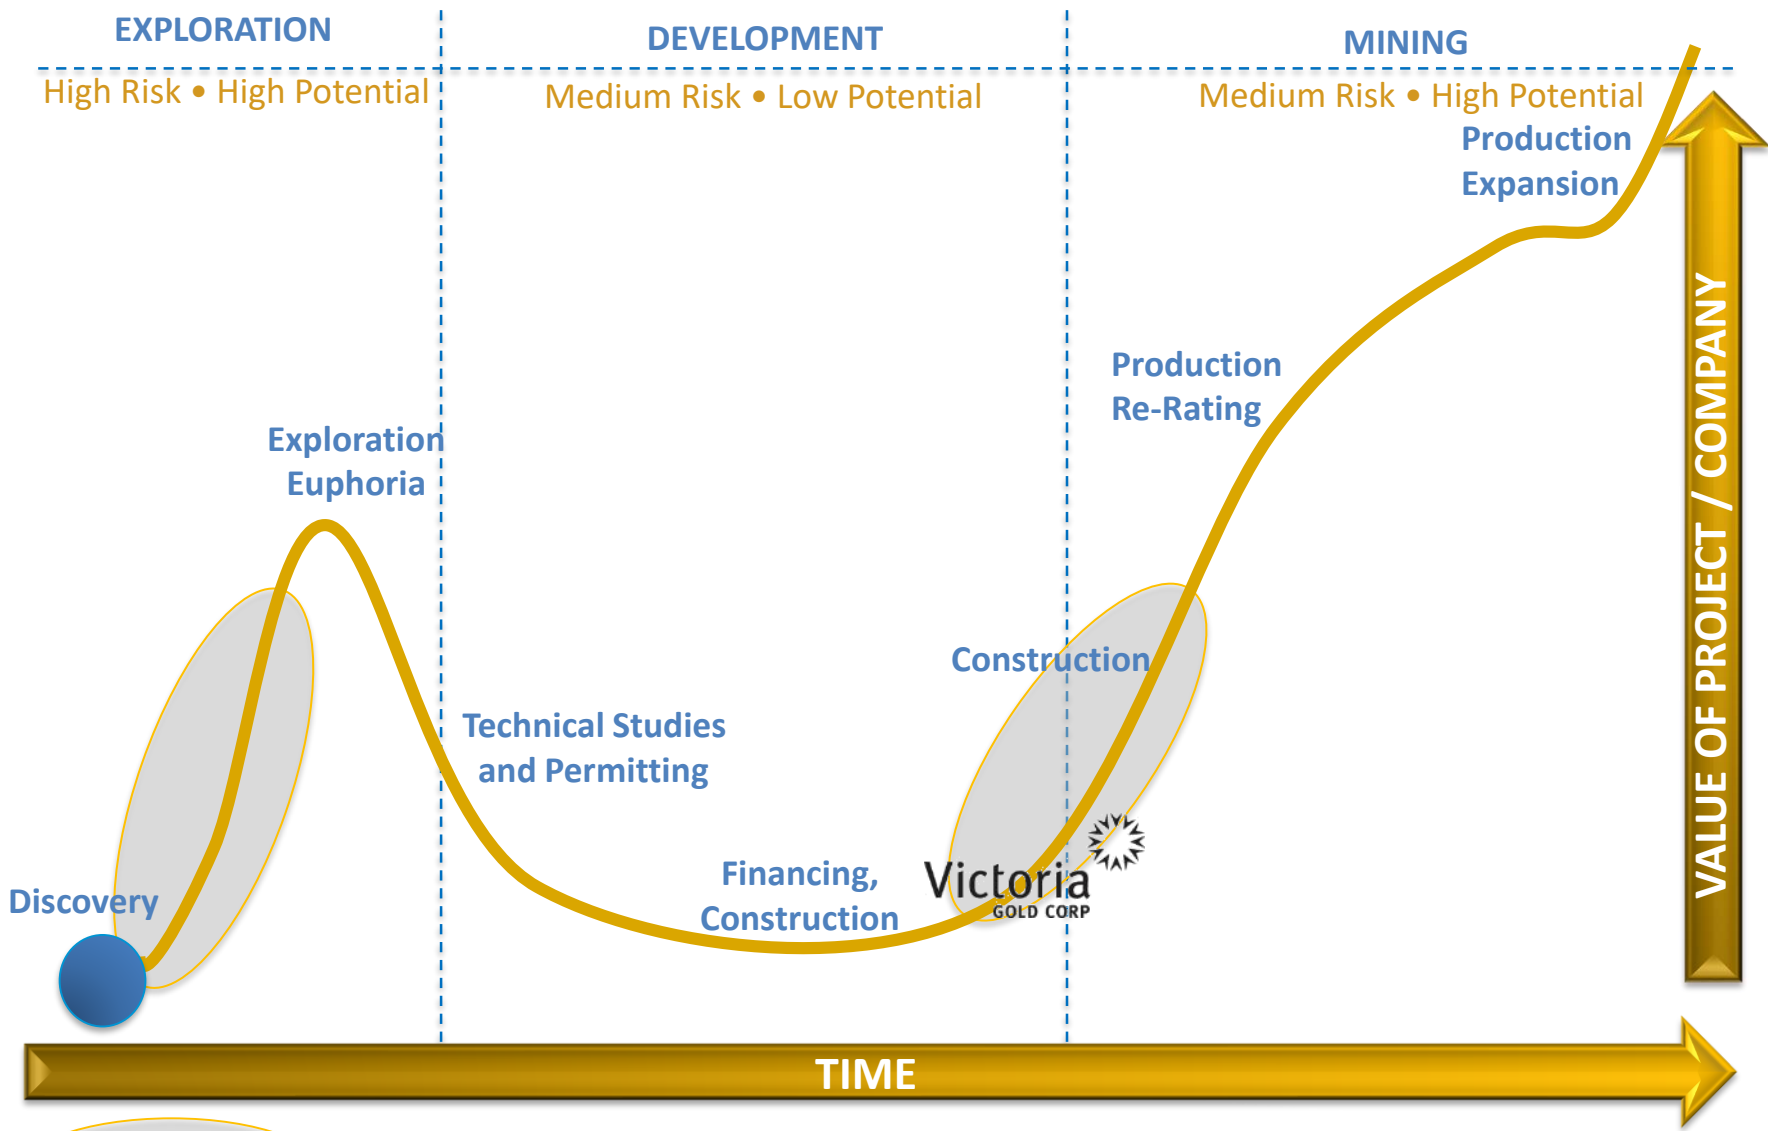 EXPLORATION
DEVELOPMENT
MINING
High Risk • High Potential
Medium Risk • Low Potential
Medium Risk • High Potential
Production
Expansion
Production
Re-Rating
Exploration
Euphoria
Construction
Technical Studies
and Permitting
Financing,
Construction
Victoria
GOLD CORP
Discovery
VALUE OF PROJECT / COMPANY
TIME